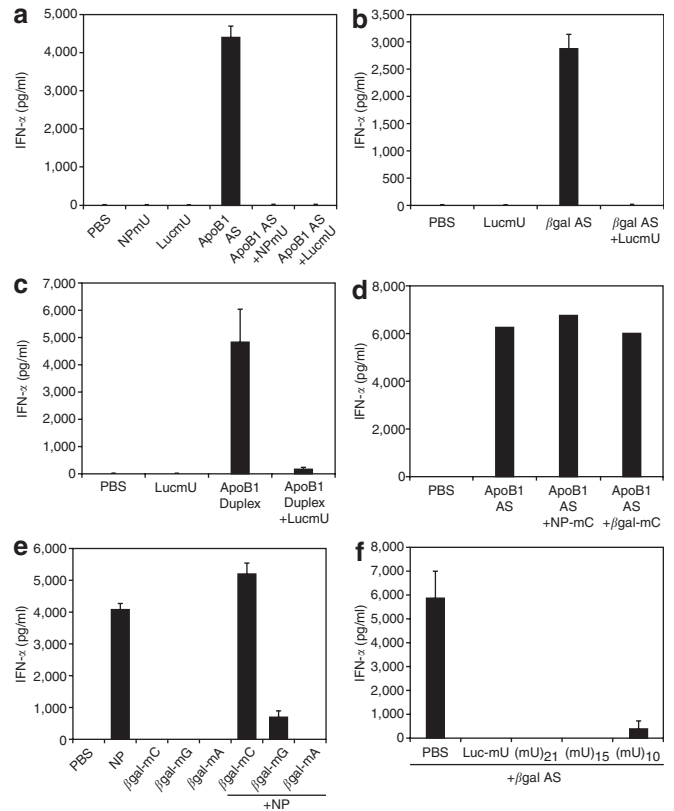 a
IFN-α (pg/ml)
5,000
4,000
3,000
2,000
1,000
0
PBS
NPmU
LucmU
ApoB1
AS
ApoB1 AS
+NPmU
ApoB1 AS
+LucmU
b
IFN-α (pg/ml)
3,500
3,000
2,500
2,000
1,500
1,000
500
0
PBS
LucmU
βgal AS
βgal AS
+LucmU
c
IFN-α (pg/ml)
7,000
6,000
5,000
4,000
3,000
2,000
1,000
0
PBS
LucmU
ApoB1
Duplex
ApoB1
Duplex
+LucmU
d
IFN-α (pg/ml)
8,000
6,000
4,000
2,000
0
PBS
ApoB1
AS
ApoB1
AS
+NP-mC
ApoB1
AS
+βgal-mC
e
IFN-α (pg/ml)
6,000
5,000
4,000
3,000
2,000
1,000
0
PBS
NP
βgal-mC
βgal-mG
βgal-mA
βgal-mC
βgal-mG
βgal-mA
+NP
f
IFN-α (pg/ml)
8,000
7,000
6,000
5,000
4,000
3,000
2,000
1,000
0
PBS
Luc-mU
(mU)21
(mU)15
(mU)10
+βgal AS